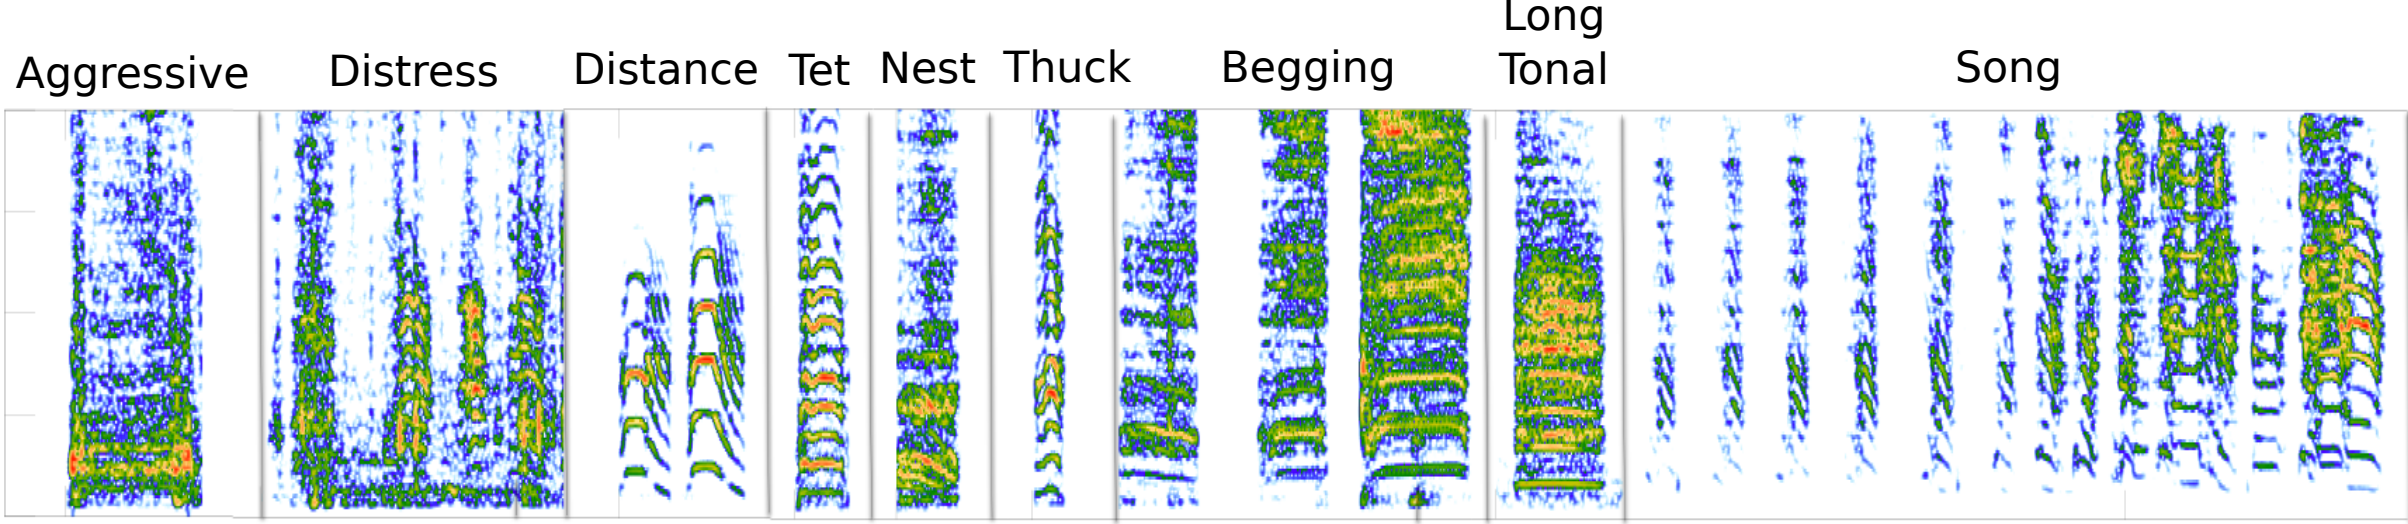 Aggressive
Distress
Distance
Tet
Nest
Thuck
Begging
Long
Tonal
Song